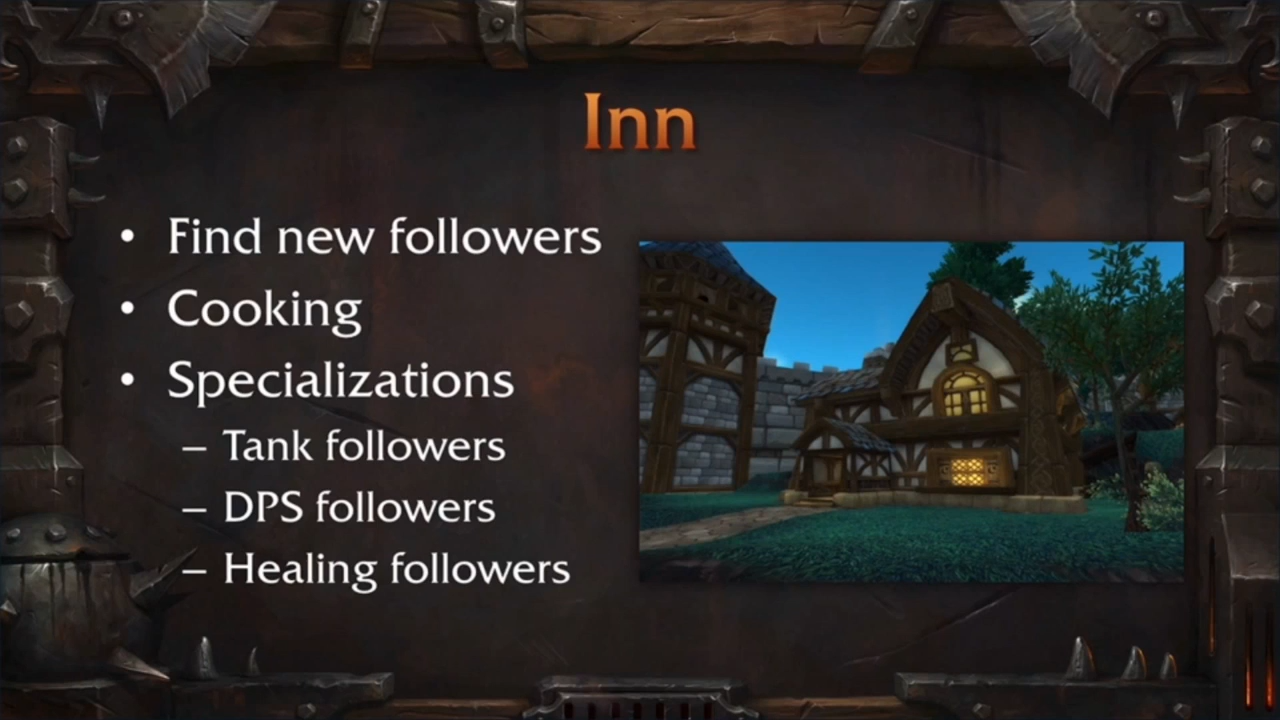 Inn
• Find new followers
• Cooking
• Specializations
– Tank followers
– DPS followers
– Healing followers